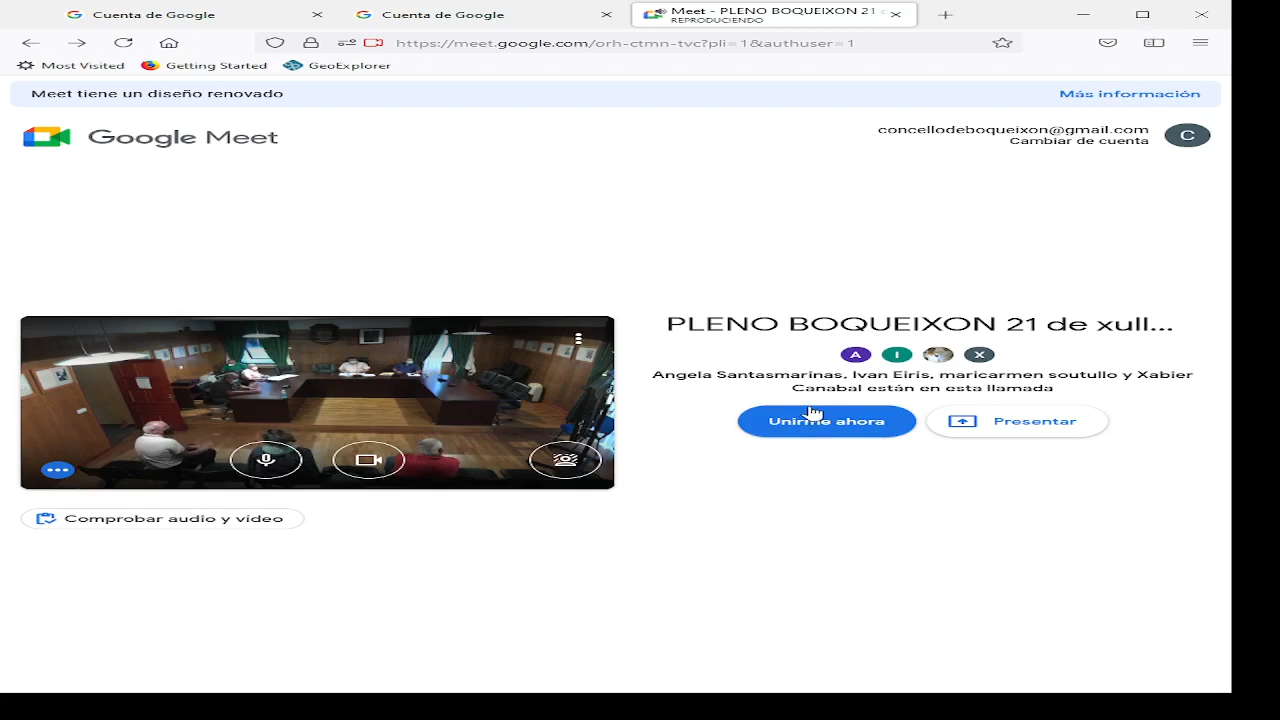 Cuenta de Google
Cuenta de Google
Meet - PLENO BOQUEIXON 21
REPRODUCIENDO
https://meet.google.com/orh-ctmn-tvc?pli=1&authuser=1
Most Visited
Getting Started
GeoExplorer
Meet tiene un diseño renovado
Más información
Google Meet
concellodeboqueixon@gmail.com
Cambiar de cuenta
C
PLENO BOQUEIXON 21 de xull...
A I X
Angela Santasmarinas, Ivan Eiris, maricarmen soutullo y Xabier
Canabal están en esta llamada
Unirme ahora
Presentar
Comprobar audio y vídeo